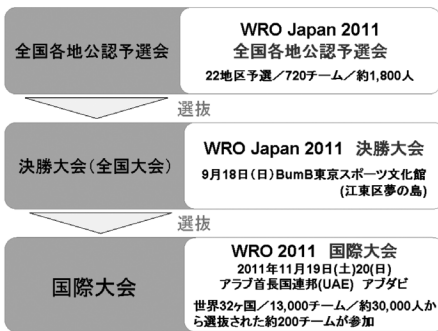 全国各地公認予選会
WRO Japan 2011
全国各地公認予選会
22地区予選／720チーム／約1,800人
選抜
決勝大会（全国大会）
WRO Japan 2011 決勝大会
9月18日（日）BumB東京スポーツ文化館
（江東区夢の島）
選抜
国際大会
WRO 2011 国際大会
2011年11月19日(土)20(日)
アラブ首長国連邦(UAE) アブダビ
世界32ヶ国／13,000チーム／約30,000人か
ら選抜された約200チームが参加